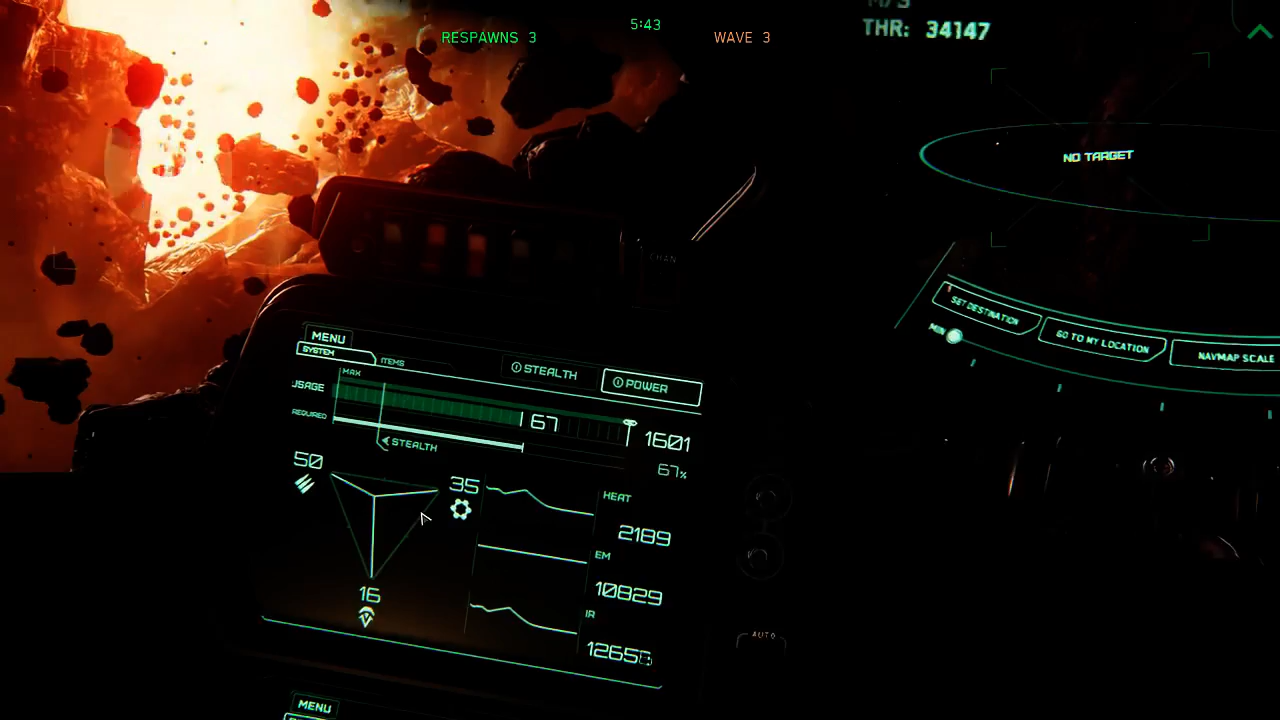 M/S
THR: 34147
5:43
RESPAWNS 3
WAVE 3
NO TARGET
SET DESTINATION
GO TO MY LOCATION
NAVMAP SCALE
MIN
MENU
SYSTEM
ITEMS
STEALTH
POWER
MAX
USAGE
67
1601
REQUIRED
STEALTH
67%
50
35
HEAT
2189
EM
10829
16
IR
AUTO
MENU